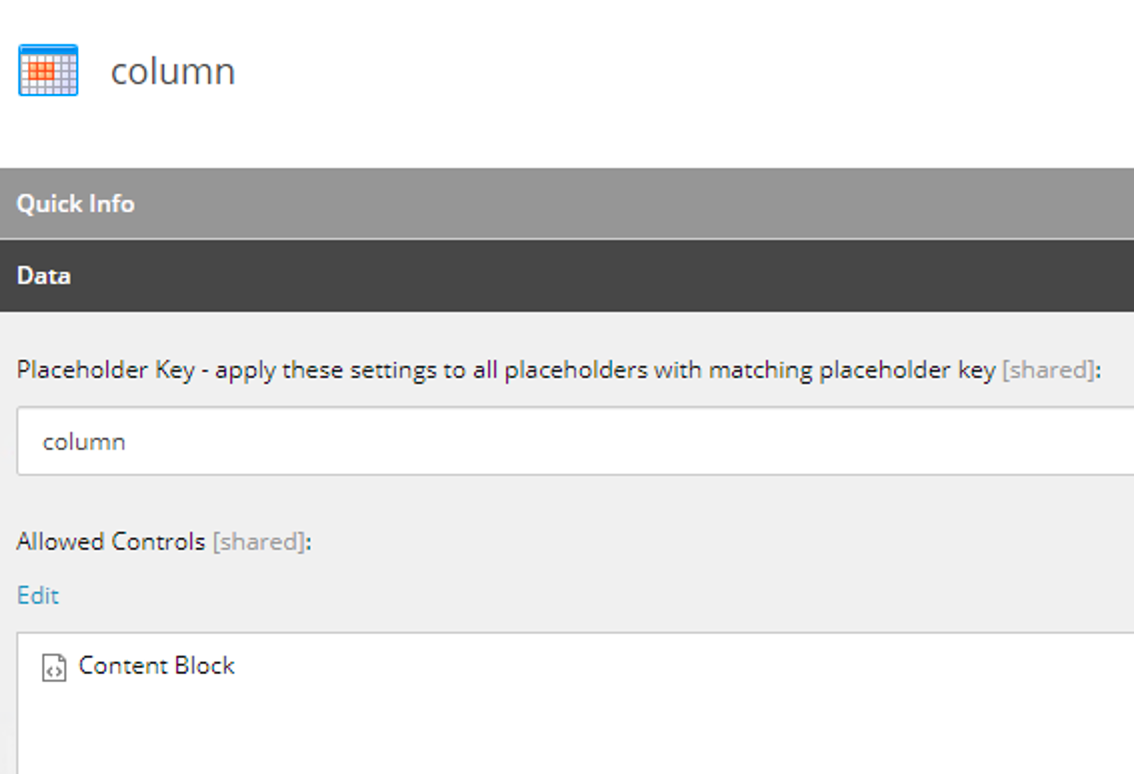 column
Quick Info
Data
Placeholder Key - apply these settings to all placeholders with matching placeholder key [shared]:
column
Allowed Controls [shared]:
Edit
Content Block